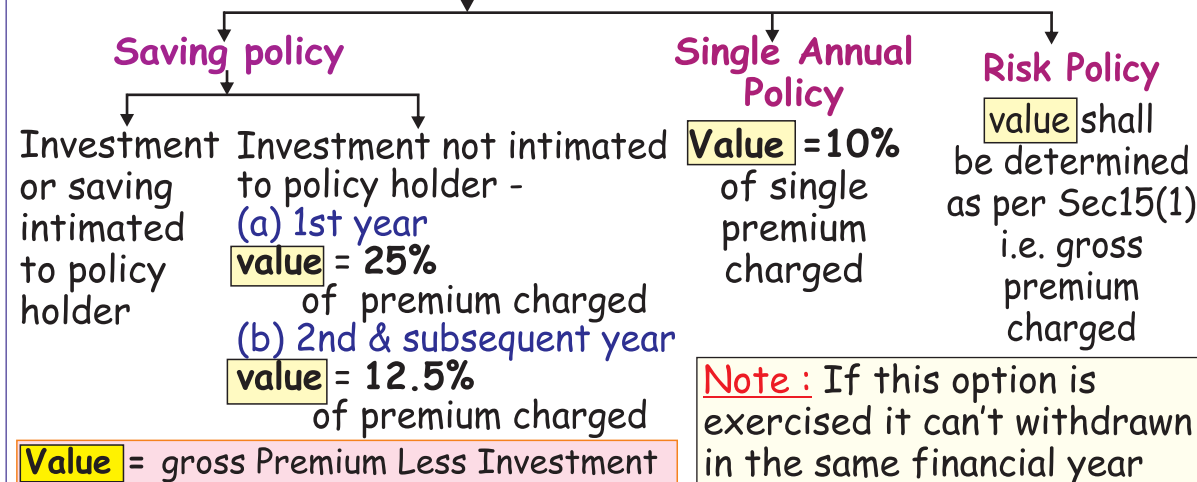 Saving policy
Investment
or saving
intimated
to policy
holder
Investment not intimated
to policy holder -
(a) 1st year
value = 25%
of premium charged
(b) 2nd & subsequent year
value = 12.5%
of premium charged
Value = gross Premium Less Investment
Single Annual
Policy
Value =10%
of single
premium
charged
Risk Policy
value shall
be determined
as per Sec15(1)
i.e. gross
premium
charged
Note : If this option is
exercised it can't withdrawn
in the same financial year